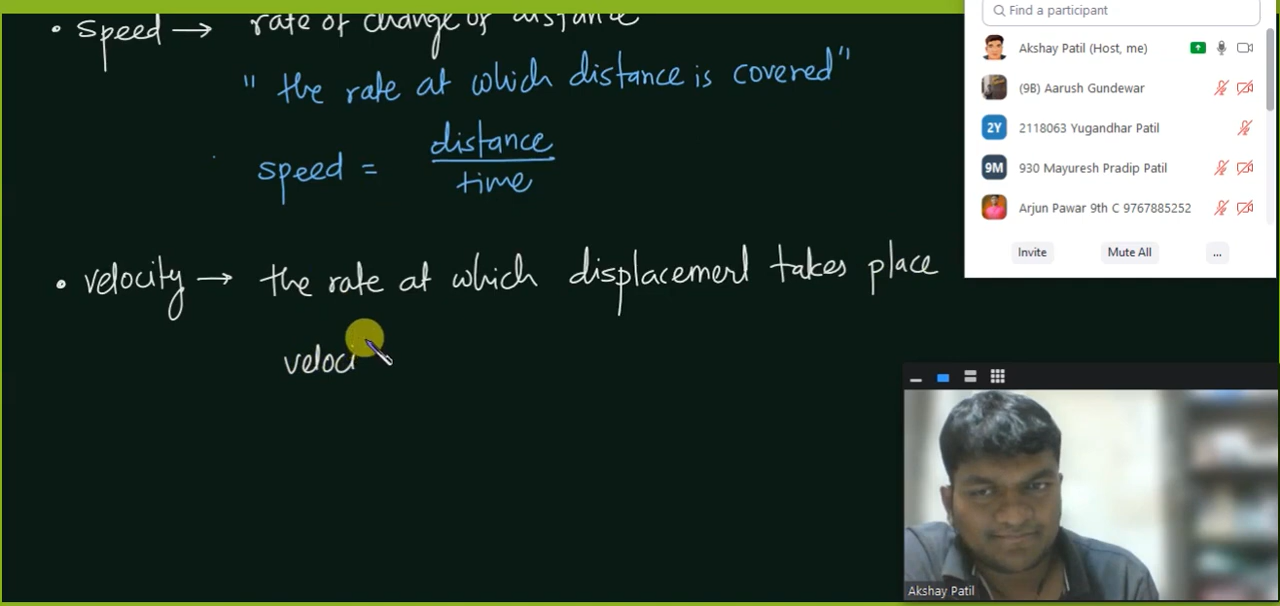 • speed → rate of change of distance
" the rate at which distance is covered"
speed = distance
time
• velocity → the rate at which displacement takes place
veloci
Find a participant
Akshay Patil (Host, me)
(9B) Aarush Gundewar
2Y 2118063 Yugandhar Patil
9M 930 Mayuresh Pradip Patil
Arjun Pawar 9th C 9767885252
Invite Mute All ...
Akshay Patil